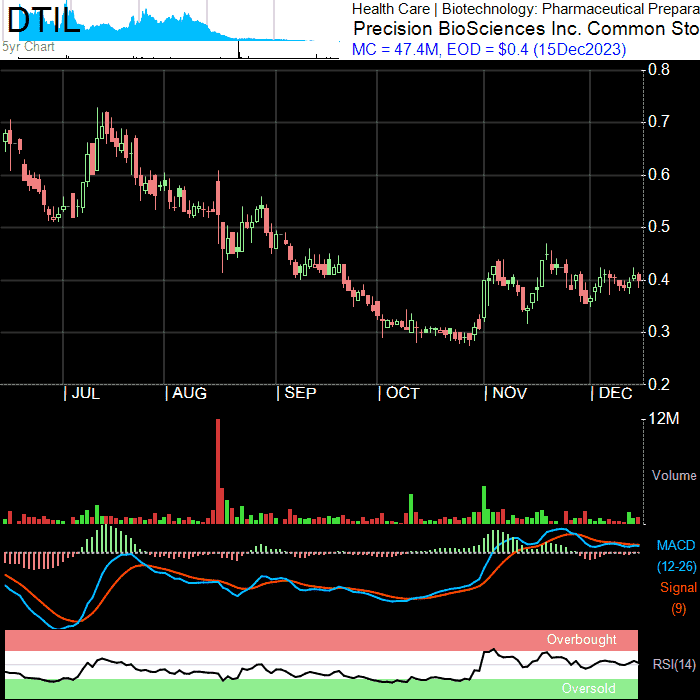 DTIL
5yr Chart
Health Care | Biotechnology: Pharmaceutical Prepara
Precision BioSciences Inc. Common Sto
MC = 47.4M, EOD = $0.4 (15Dec2023)
0.8
0.7
0.6
0.5
0.4
0.3
0.2
| JUL | AUG | SEP | OCT | NOV | DEC
12M
Volume
MACD
(12-26)
Signal
(9)
Overbought
RSI(14)
Oversold